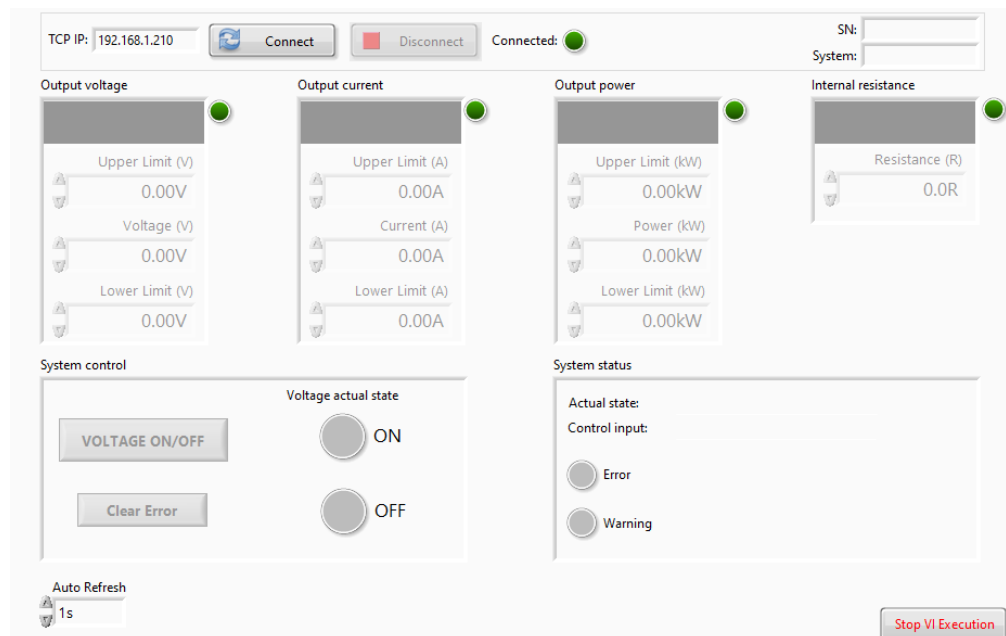 TCP IP: 192.168.1.210 Connect Disconnect Connected: SN:
System:
Output voltage Output current Output power Internal resistance
Upper Limit (V) Upper Limit (A) Upper Limit (kW) Resistance (R)
0.00V 0.00A 0.00kW 0.0R
Voltage (V) Current (A) Power (kW)
0.00V 0.00A 0.00kW
Lower Limit (V) Lower Limit (A) Lower Limit (kW)
0.00V 0.00A 0.00kW
System control System status
Voltage actual state Actual state:
VOLTAGE ON/OFF ON Control input:
Error
Clear Error OFF Warning
Auto Refresh
1s
Stop VI Execution